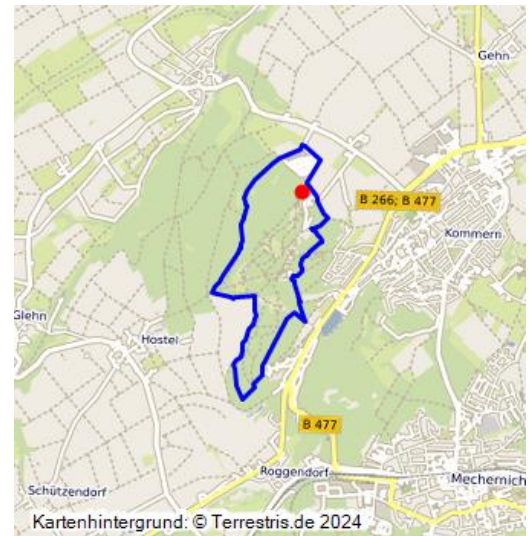 Gehn
B 266; B 477
Kommern
Glehn
Hostel
B 477
Roggendorf
Mechernich
Schützendorf
Kartenhintergrund: © Terrestris.de 2024